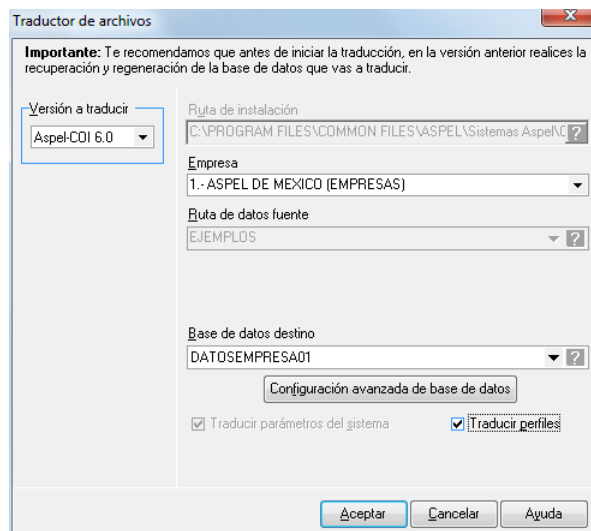 Traductor de archivos
Importante: Te recomendamos que antes de iniciar la traducción, en la versión anterior realices la
recuperación y regeneración de la base de datos que vas a traducir.
Versión a traducir
Aspel-COI 6.0
Ruta de instalación
C:\PROGRAM FILES\COMMON FILES\ASPEL\Sistemas Aspel\C
?
Empresa
1.- ASPEL DE MEXICO (EMPRESAS)
Ruta de datos fuente
EJEMPLOS
?
Base de datos destino
DATOSEMPRESA01
?
Configuración avanzada de base de datos
Traducir parámetros del sistema
Traducir perfiles
Aceptar
Cancelar
Ayuda